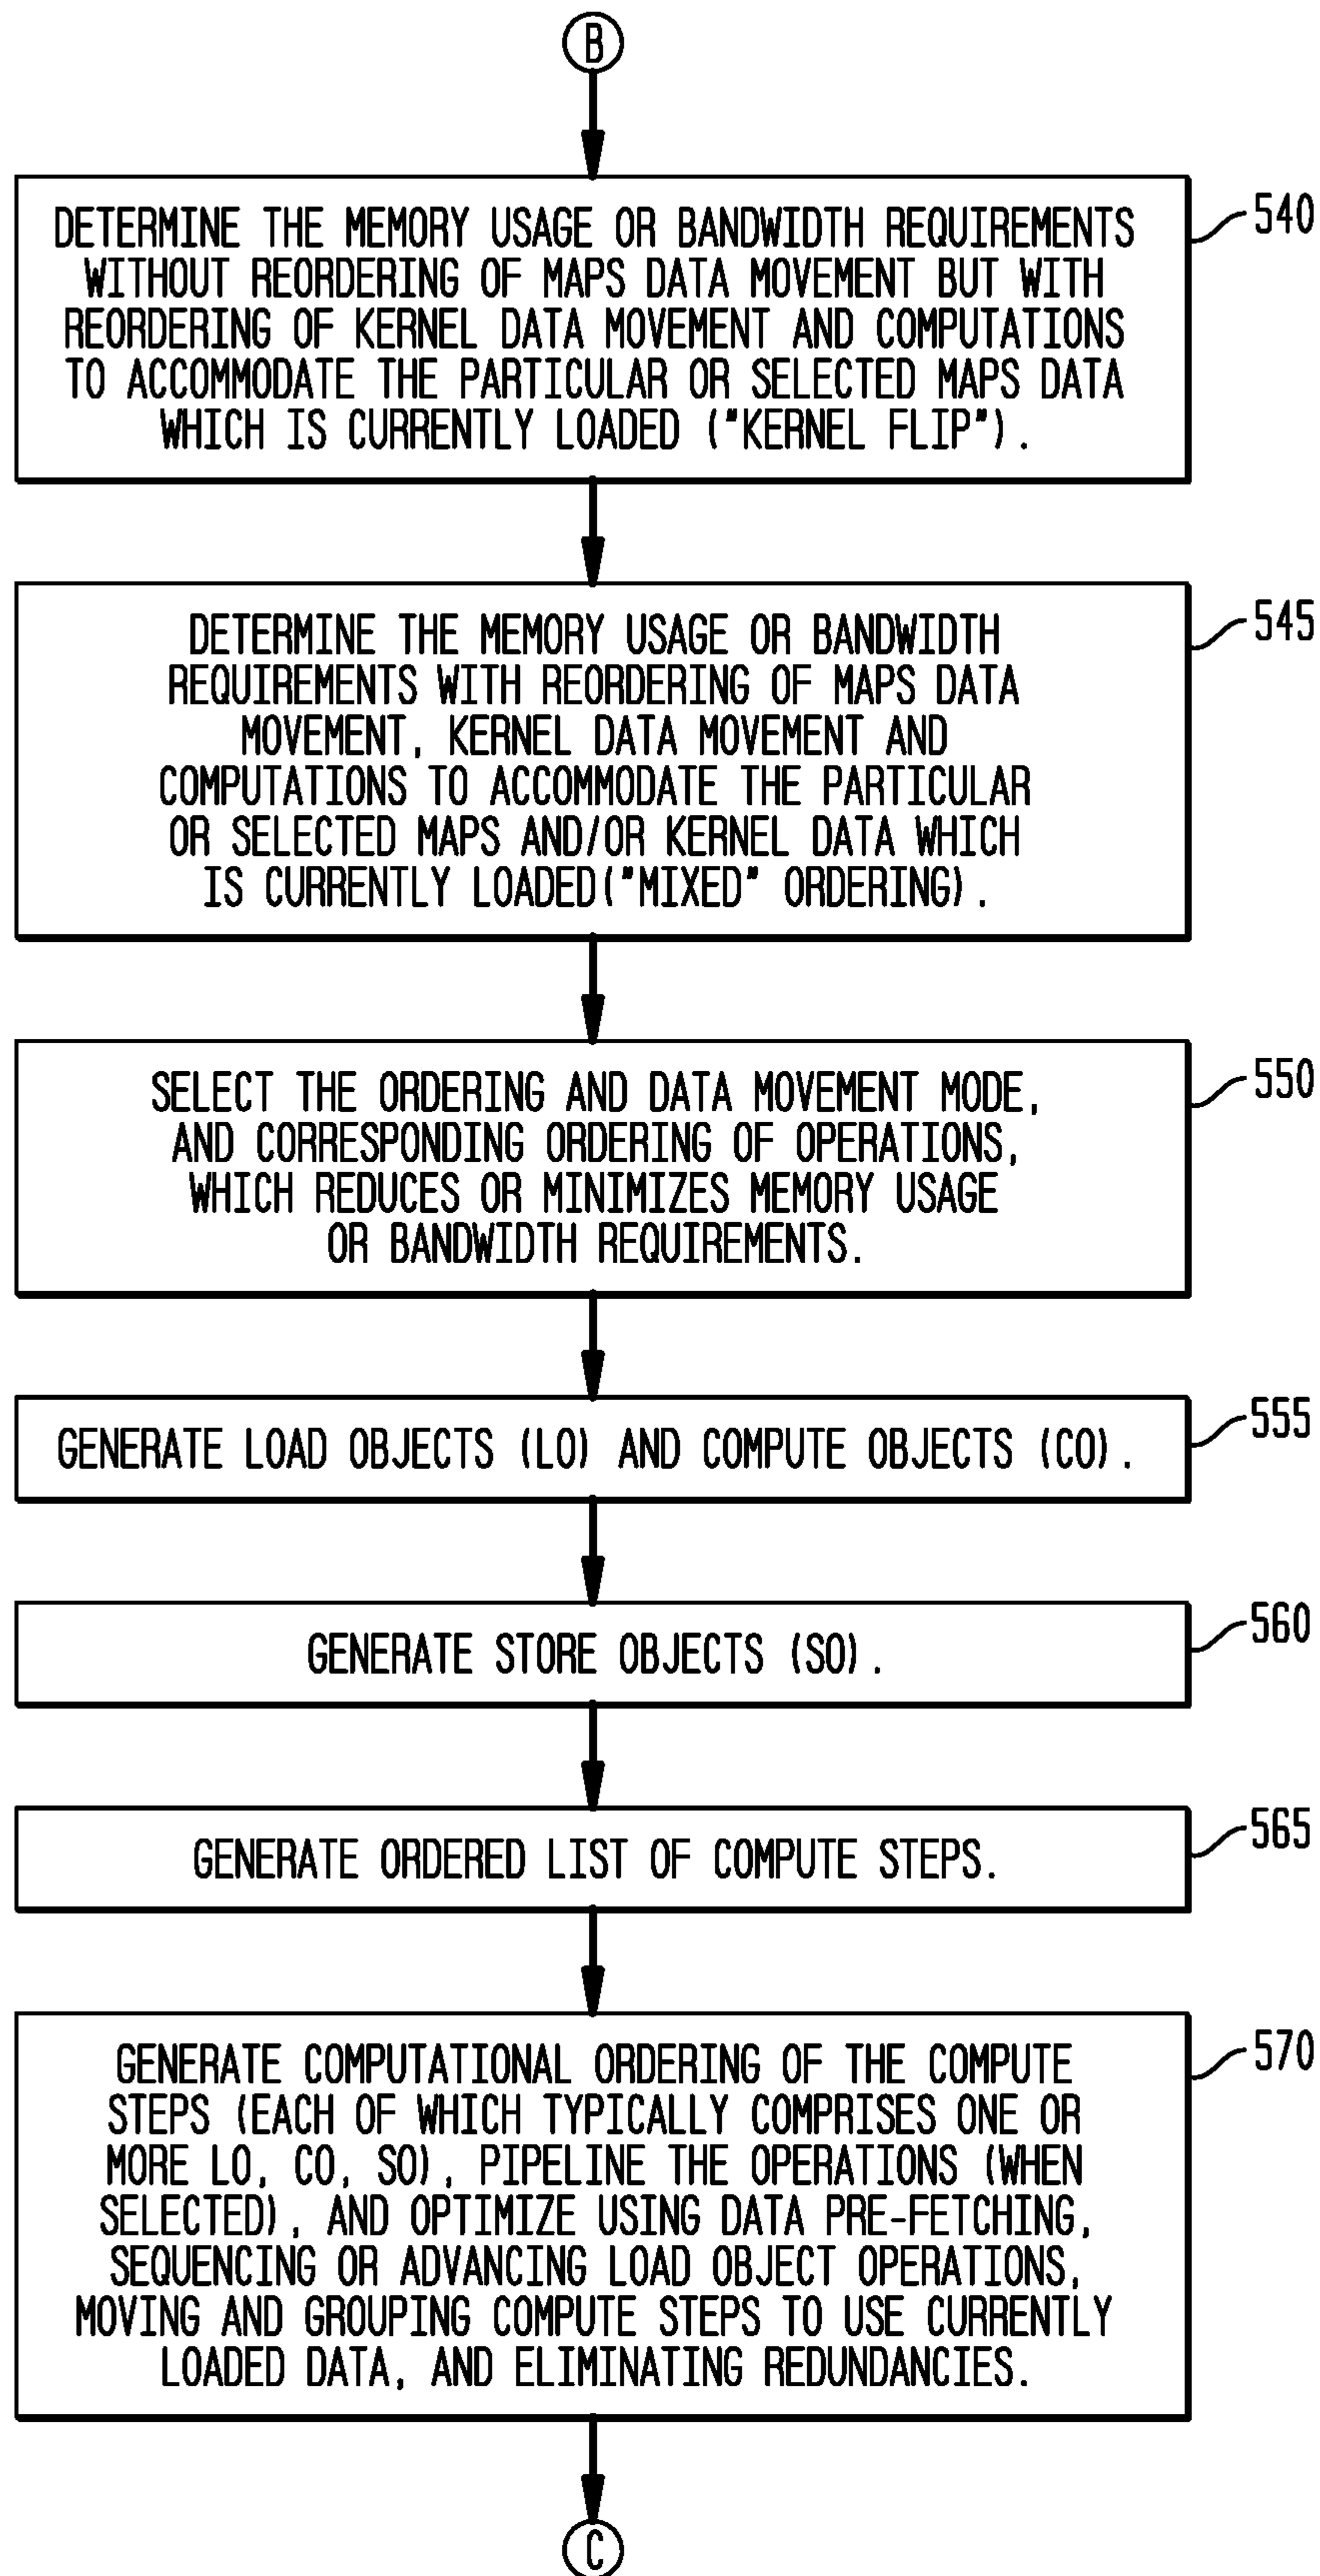 B
DETERMINE THE MEMORY USAGE OR BANDWIDTH REQUIREMENTS
WITHOUT REORDERING OF MAPS DATA MOVEMENT BUT WITH
REORDERING OF KERNEL DATA MOVEMENT AND COMPUTATIONS
TO ACCOMMODATE THE PARTICULAR OR SELECTED MAPS DATA
WHICH IS CURRENTLY LOADED ("KERNEL FLIP").
540
DETERMINE THE MEMORY USAGE OR BANDWIDTH
REQUIREMENTS WITH REORDERING OF MAPS DATA
MOVEMENT, KERNEL DATA MOVEMENT AND
COMPUTATIONS TO ACCOMMODATE THE PARTICULAR
OR SELECTED MAPS AND/OR KERNEL DATA WHICH
IS CURRENTLY LOADED("MIXED" ORDERING).
545
SELECT THE ORDERING AND DATA MOVEMENT MODE,
AND CORRESPONDING ORDERING OF OPERATIONS,
WHICH REDUCES OR MINIMIZES MEMORY USAGE
OR BANDWIDTH REQUIREMENTS.
550
GENERATE LOAD OBJECTS (LO) AND COMPUTE OBJECTS (CO).
555
GENERATE STORE OBJECTS (SO).
560
GENERATE ORDERED LIST OF COMPUTE STEPS.
565
GENERATE COMPUTATIONAL ORDERING OF THE COMPUTE
STEPS (EACH OF WHICH TYPICALLY COMPRISES ONE OR
MORE LO, CO, SO), PIPELINE THE OPERATIONS (WHEN
SELECTED), AND OPTIMIZE USING DATA PRE-FETCHING,
SEQUENCING OR ADVANCING LOAD OBJECT OPERATIONS,
MOVING AND GROUPING COMPUTE STEPS TO USE CURRENTLY
LOADED DATA, AND ELIMINATING REDUNDANCIES.
570
C